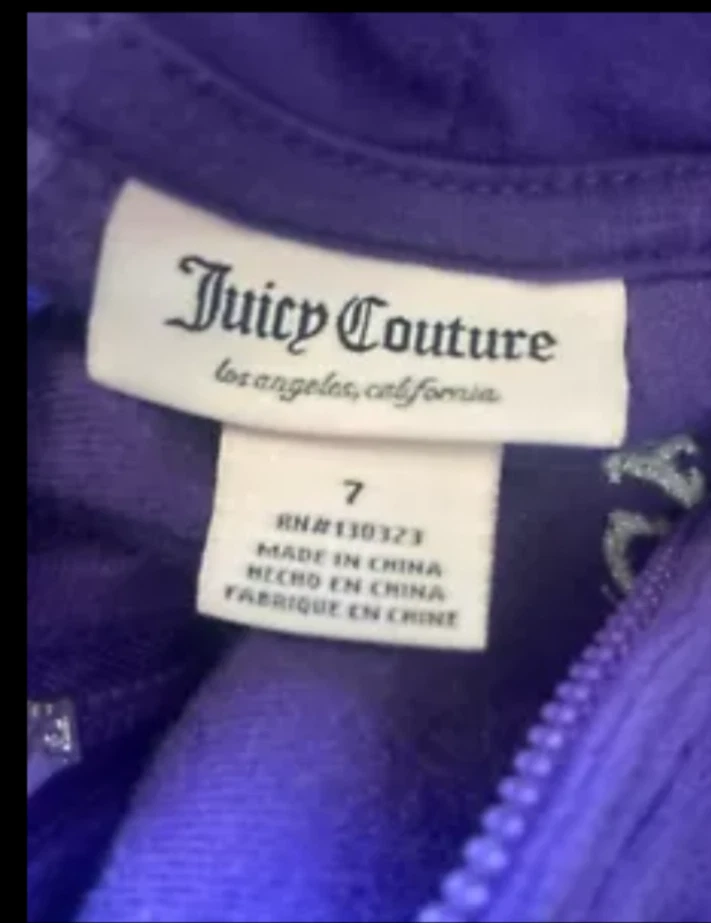 Juicy Couture
los angeles, california
7
RN#130323
MADE IN CHINA
HECHO EN CHINA
FABRIQUE EN CHINE